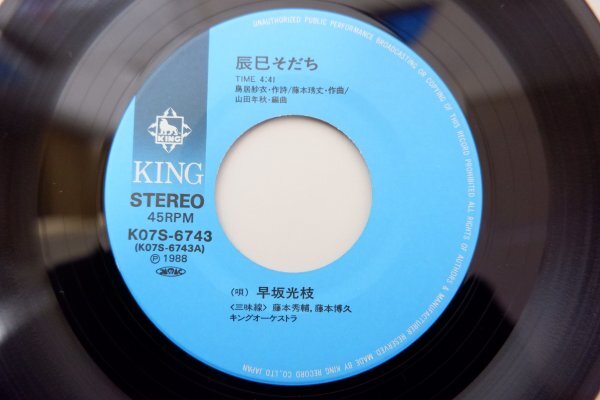 辰巳そだち
TIME 4:41
鳥居紗衣・作詩/藤本琇丈・作曲/
山田年秋・編曲
KING
KING
STEREO
45RPM
K07S-6743
(K07S-6743A)
Ⓟ 1988
(唄) 早坂光枝
〈三味線〉 藤本秀輔, 藤本博久
キングオーケストラ
UNAUTHORIZED PUBLIC PERFORMANCE BROADCASTING OR COPYING OF THIS RECORD PROHIBITED ALL RIGHTS OF AUTHORS & MANUFACTURER RESERVED MADE BY KING RECORD CO.,LTD.JAPAN